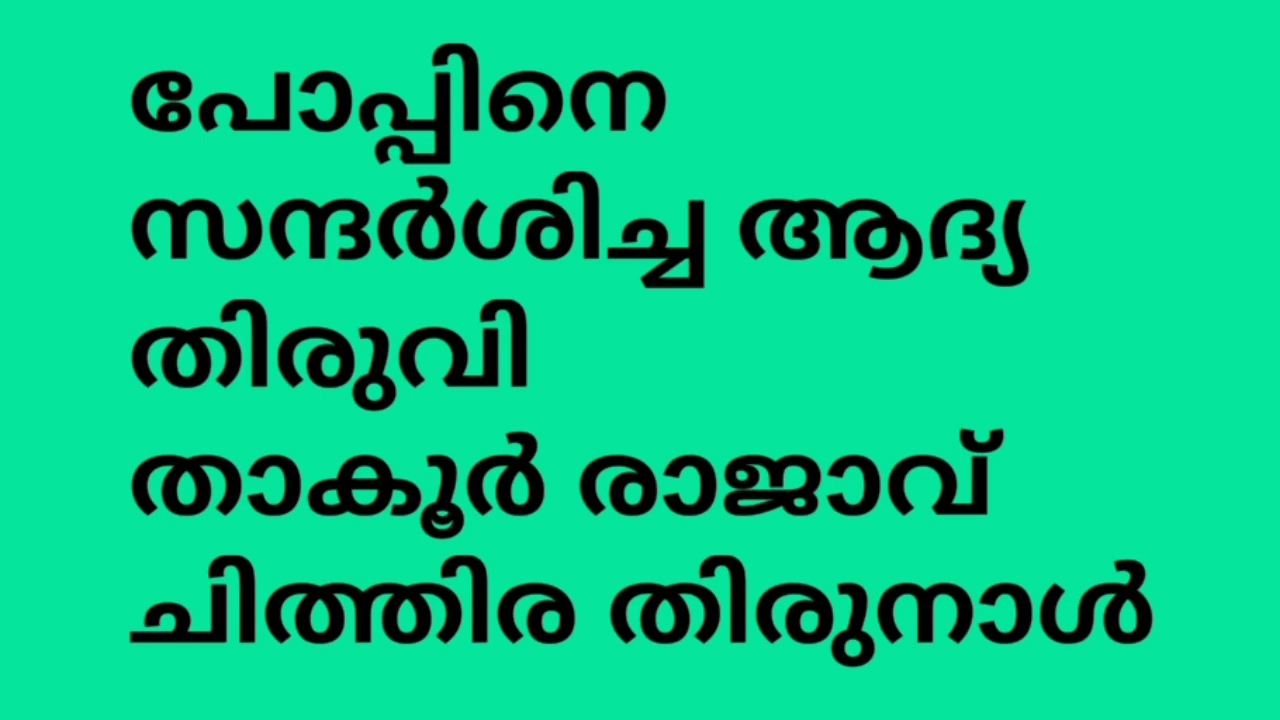 പോപ്പിനെ
സന്ദർശിച്ച ആദ്യ
തിരുവി
താകൂർ രാജാവ്
ചിത്തിര തിരുനാൾ